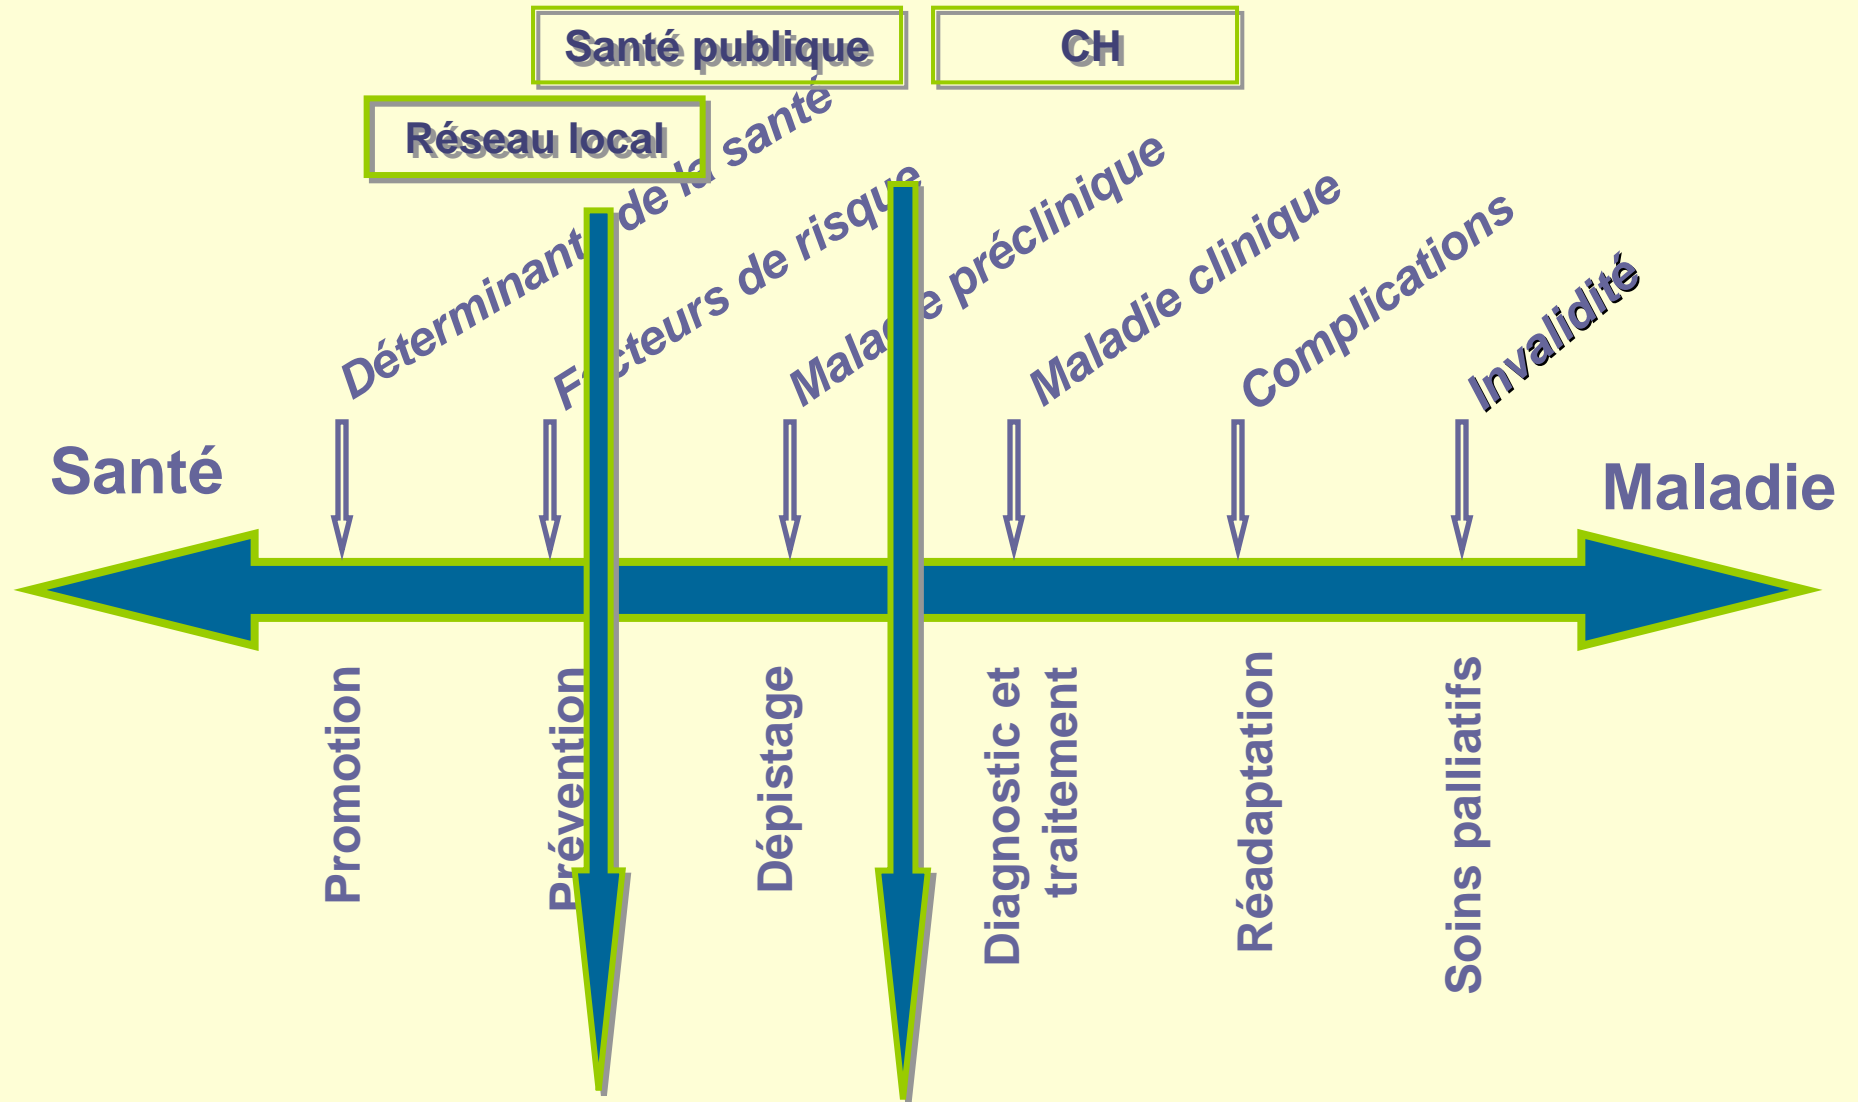 Santé publique
CH
Réseau local
Déterminant de la santé
Facteurs de risque
Maladie préclinique
Maladie clinique
Complications
Invalidité
Santé
Maladie
Promotion
Prévention
Dépistage
Diagnostic et
traitement
Réadaptation
Soins palliatifs